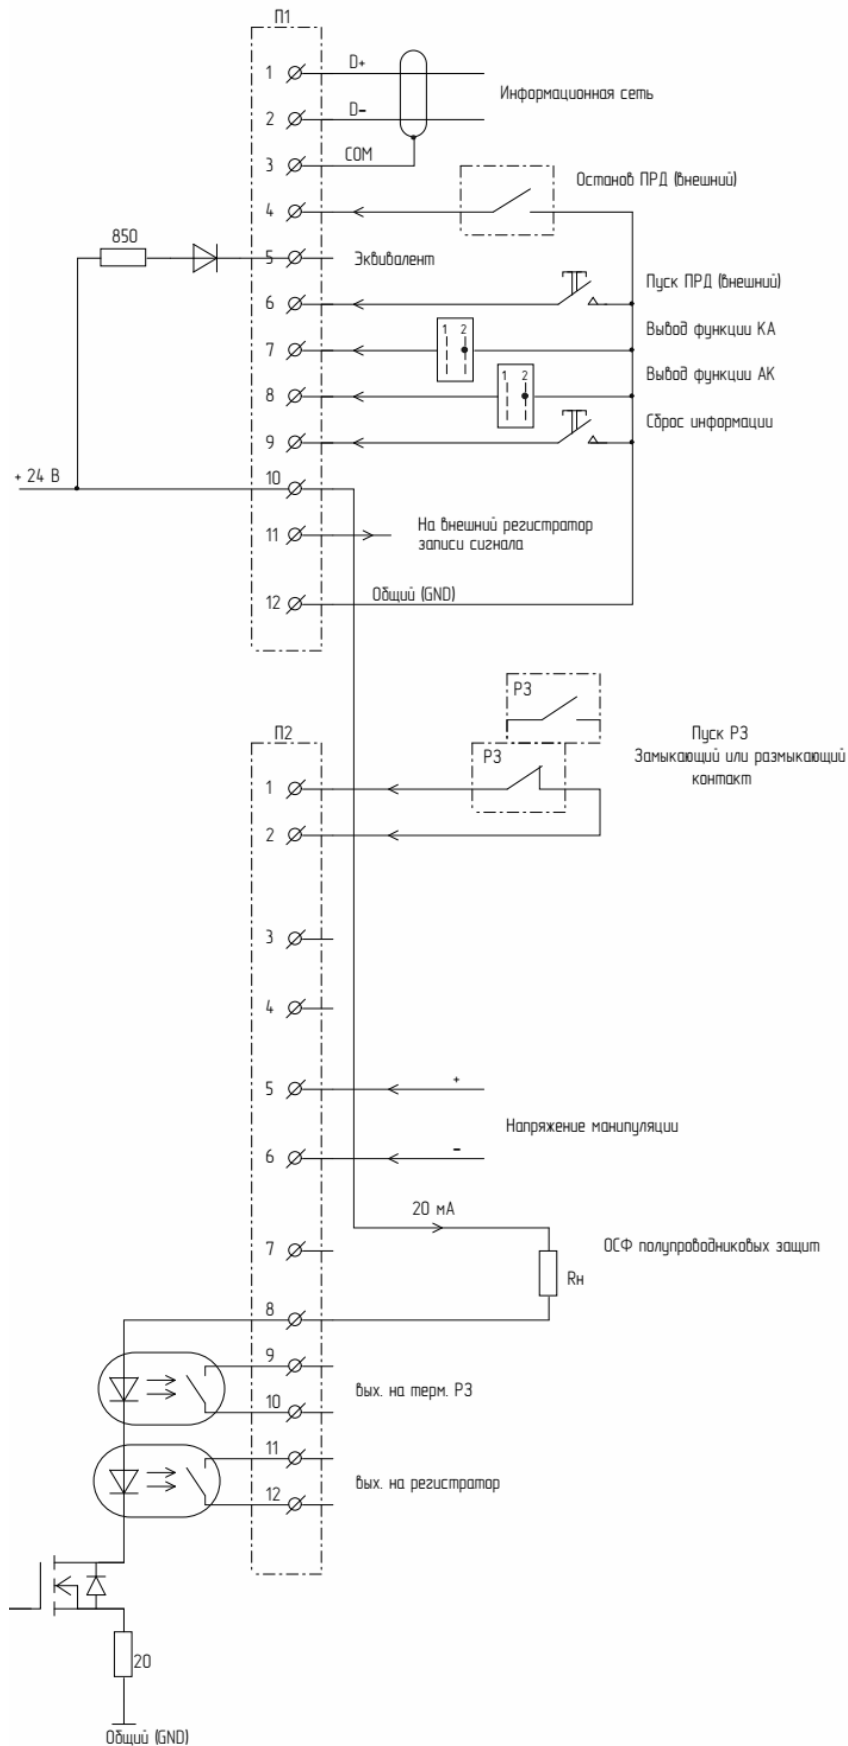 П1
1
D+
2
D-
Информационная сеть
3
COM
Останов ПРД (внешний)
4
850
5
Эквивалент
6
Пуск ПРД (внешний)
7
1 2
Вывод функции КА
8
1 2
Вывод функции АК
9
Сброс информации
+ 24 В
10
11
На внешний регистратор
записи сигнала
12
Общий (GND)
РЗ
П2
Пуск РЗ
Замыкающий или размыкающий
контакт
РЗ
1
2
3
4
5
+
Напряжение манипуляции
6
-
20 мА
7
ОСФ полупроводниковых защит
Rн
8
9
вых. на терм. РЗ
10
11
вых. на регистратор
12
20
Общий (GND)